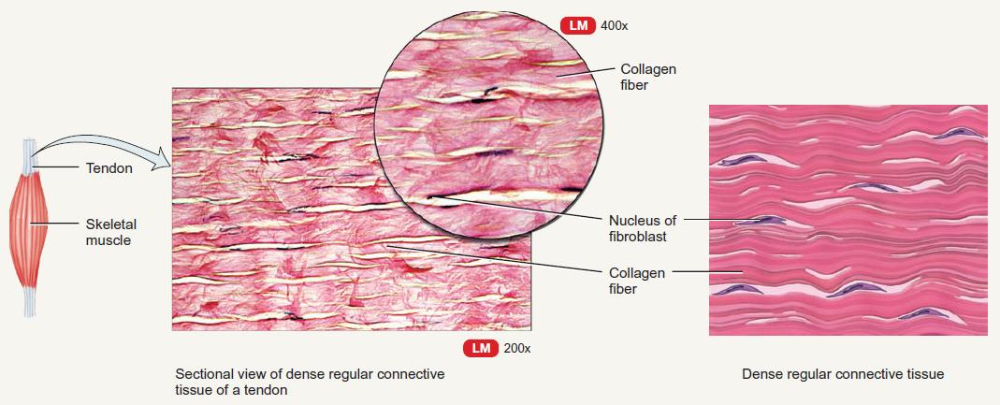 LM 400x
Collagen
fiber
Tendon
Skeletal
muscle
Nucleus of
fibroblast
Collagen
fiber
LM 200x
Sectional view of dense regular connective
tissue of a tendon
Dense regular connective tissue